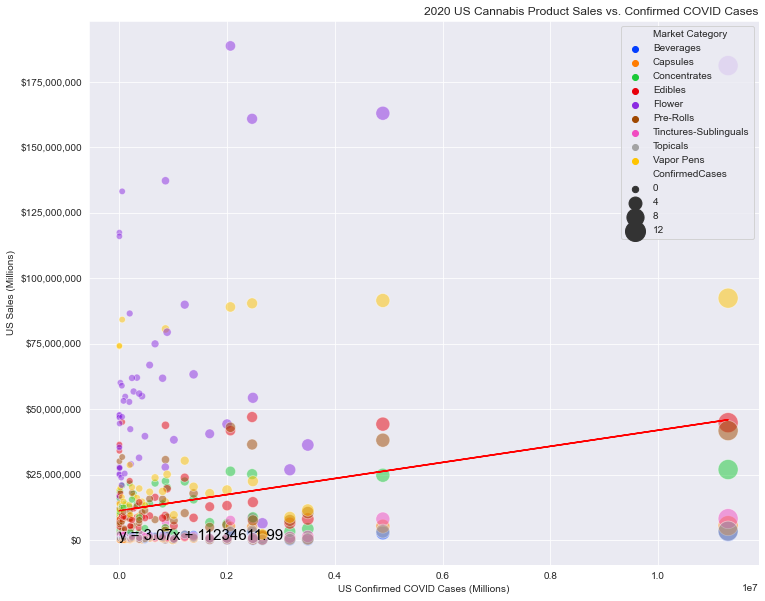 2020 US Cannabis Product Sales vs. Confirmed COVID Cases
Market Category
Beverages
Capsules
Concentrates
Edibles
Flower
Pre-Rolls
Tinctures-Sublinguals
Topicals
Vapor Pens
ConfirmedCases
0
4
8
12
US Sales (Millions)
$175,000,000
$150,000,000
$125,000,000
$100,000,000
$75,000,000
$50,000,000
$25,000,000
$0
y = 3.07x + 11234611.99
0.0 0.2 0.4 0.6 0.8 1.0
1e7
US Confirmed COVID Cases (Millions)